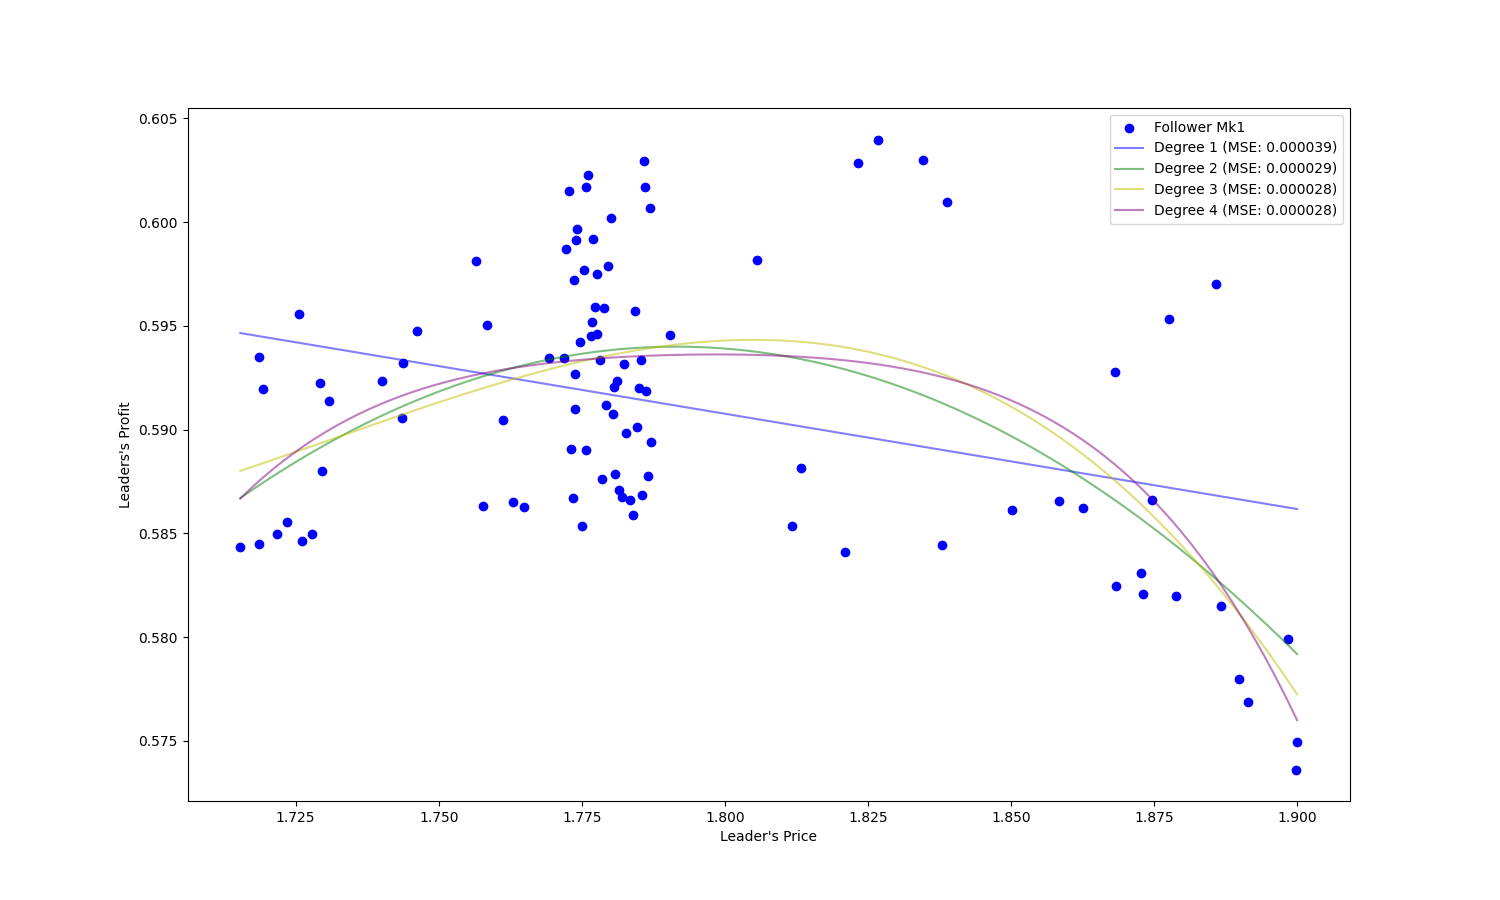 0.605
0.600
0.595
0.590
0.585
0.580
0.575
Leaders's Profit
Follower Mk1
Degree 1 (MSE: 0.000039)
Degree 2 (MSE: 0.000029)
Degree 3 (MSE: 0.000028)
Degree 4 (MSE: 0.000028)
1.725 1.750 1.775 1.800 1.825 1.850 1.875 1.900
Leader's Price